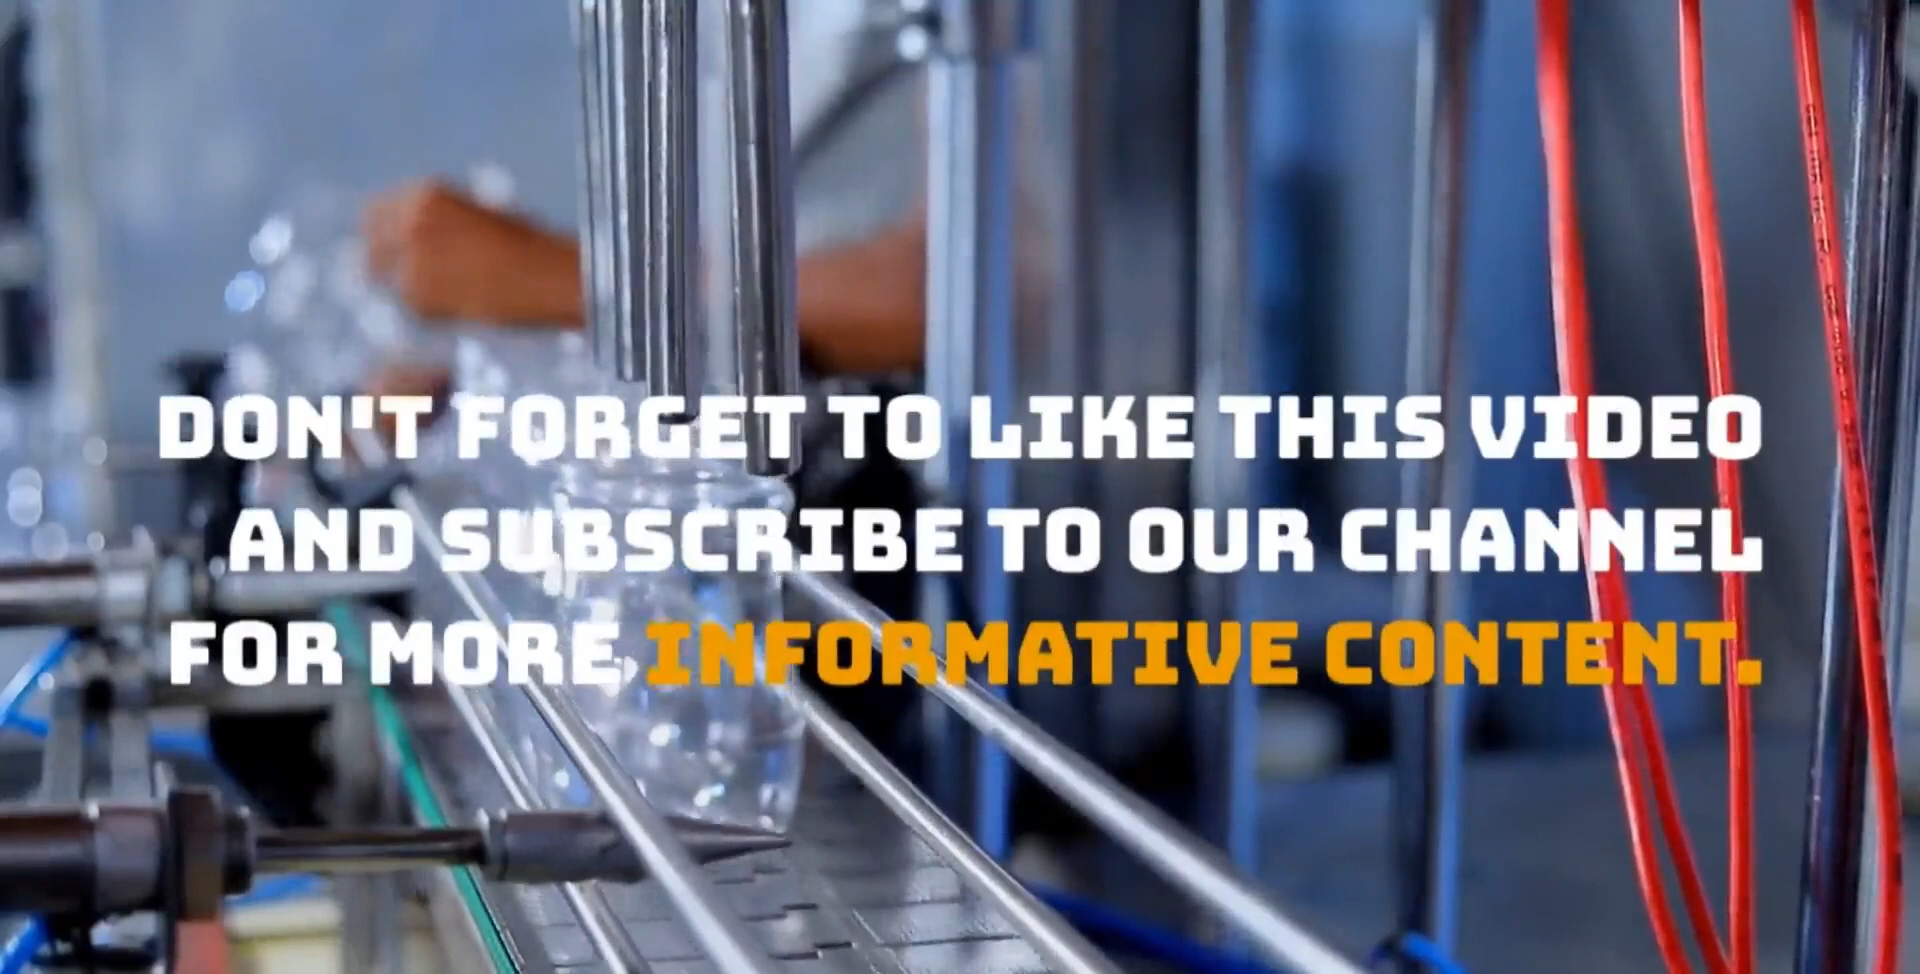 DON'T FORGET TO LIKE THIS VIDEO
AND SUBSCRIBE TO OUR CHANNEL
FOR MORE INFORMATIVE CONTENT.